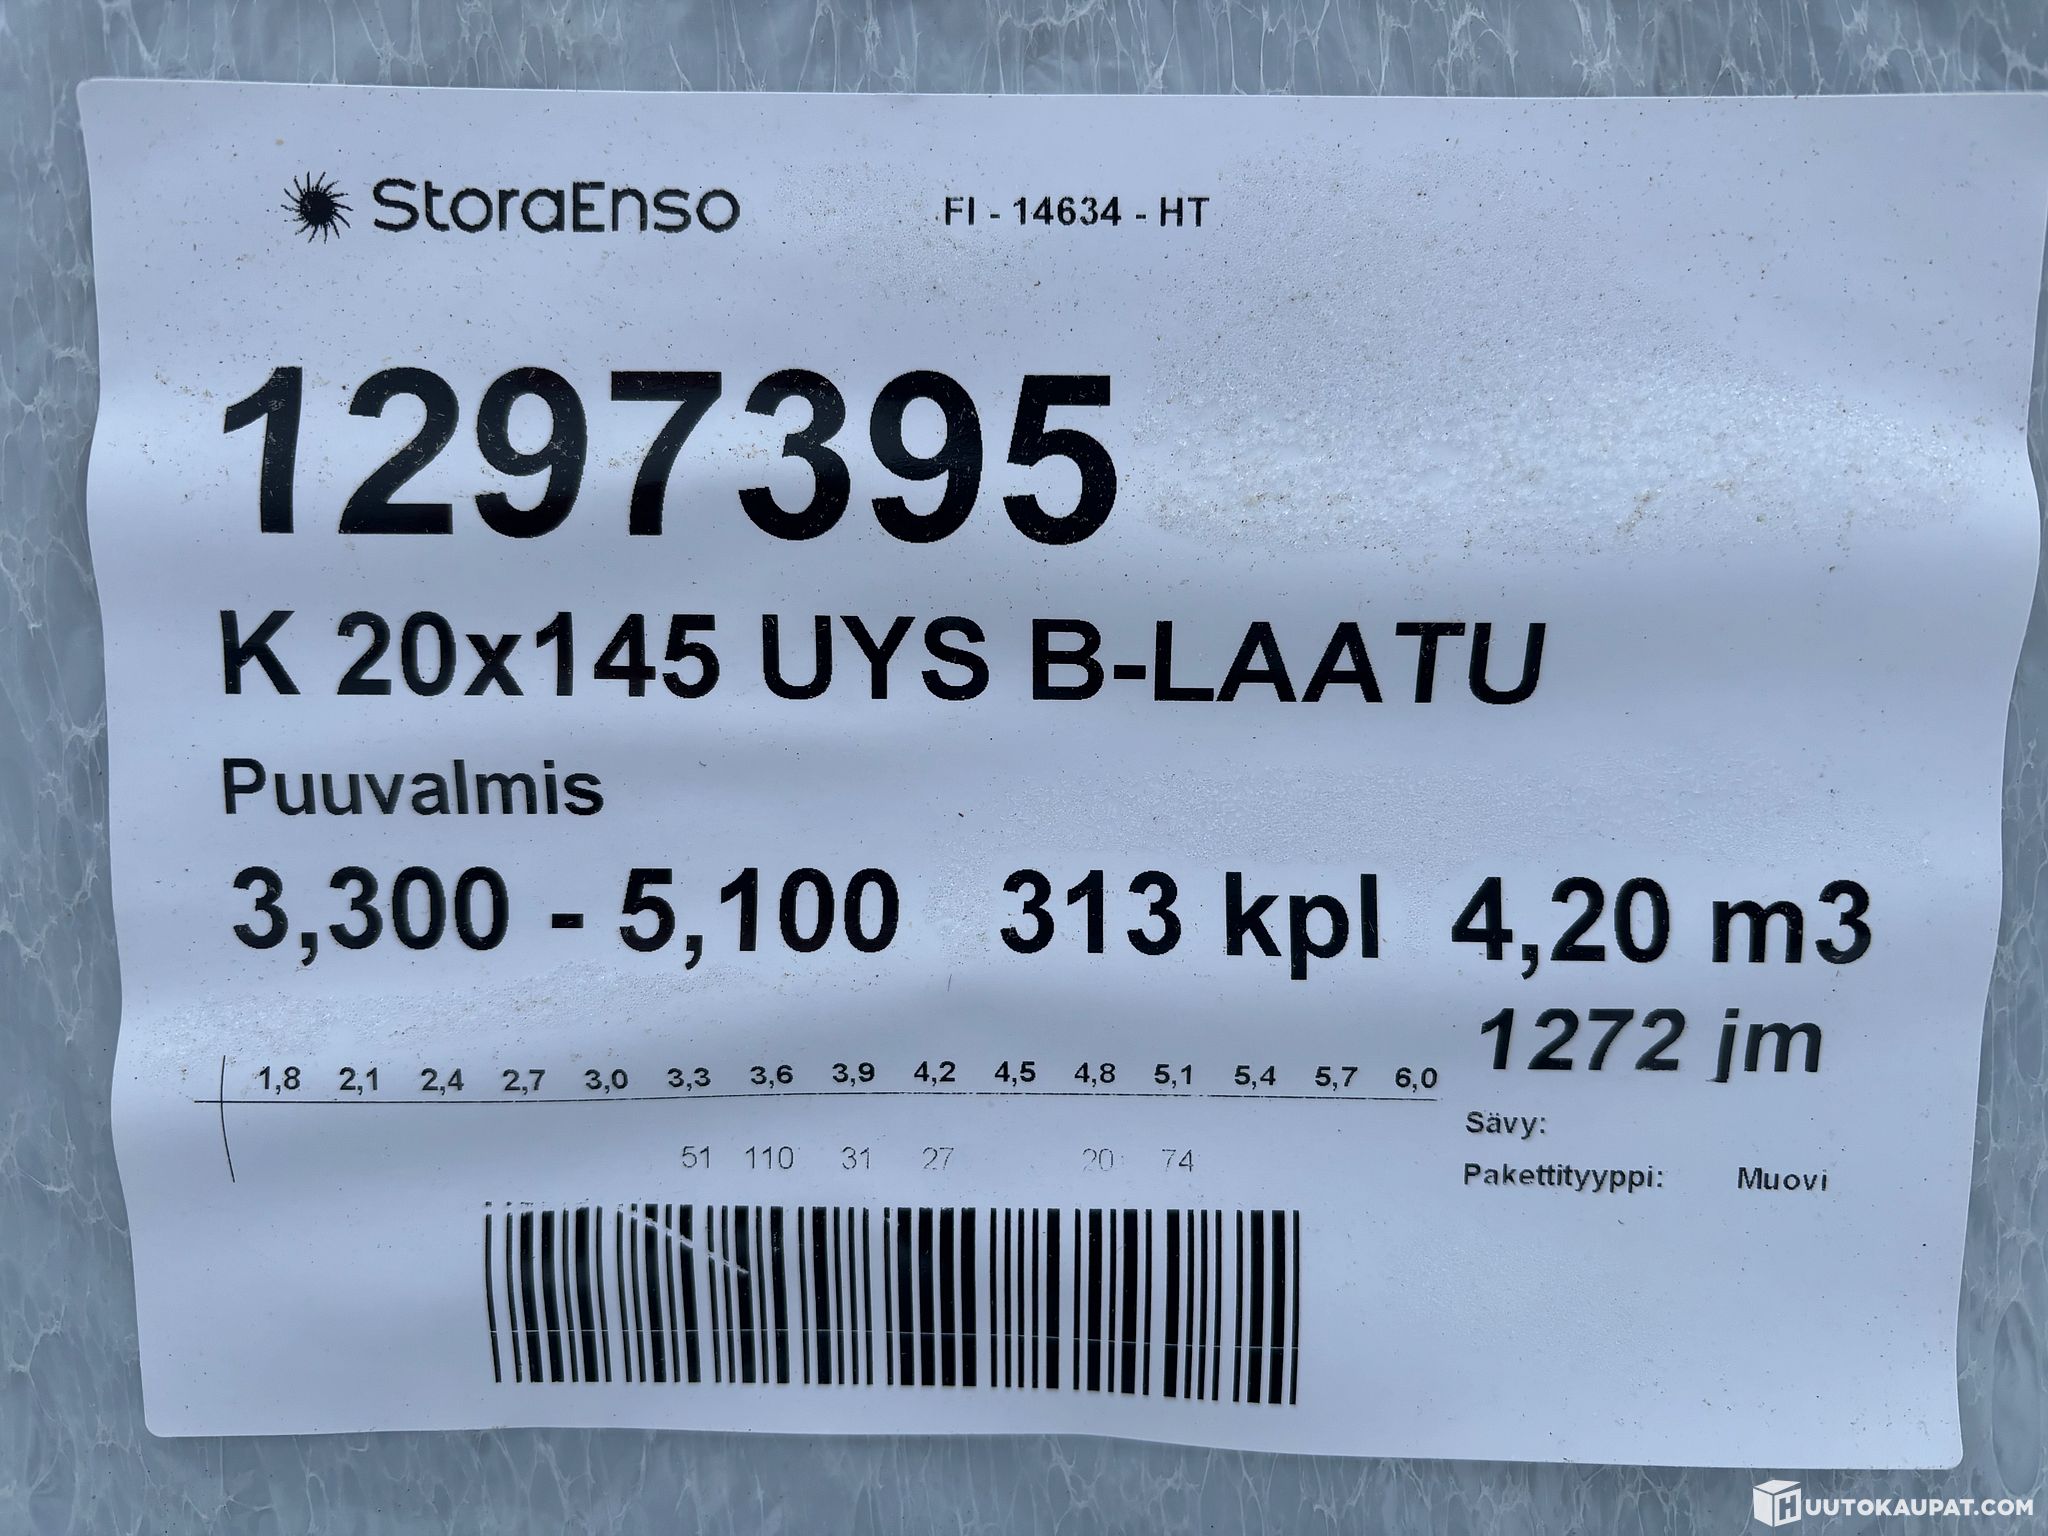 StoraEnso FI - 14634 - HT
1297395
K 20x145 UYS B-LAATU
Puuvalmis
3,300 - 5,100 313 kpl 4,20 m3
1272 jm
1,8 2,1 2,4 2,7 3,0 3,3 3,6 3,9 4,2 4,5 4,8 5,1 5,4 5,7 6,0
51 110 31 27 20 74
Sävy:
Pakettityyppi: Muovi
HUUTOKAUPAT.COM